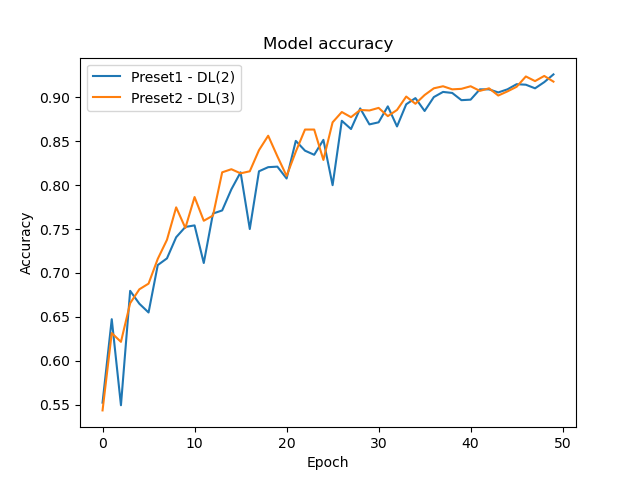 Model accuracy
Preset1 - DL(2)
Preset2 - DL(3)
Accuracy
0.90
0.85
0.80
0.75
0.70
0.65
0.60
0.55
0 10 20 30 40 50
Epoch